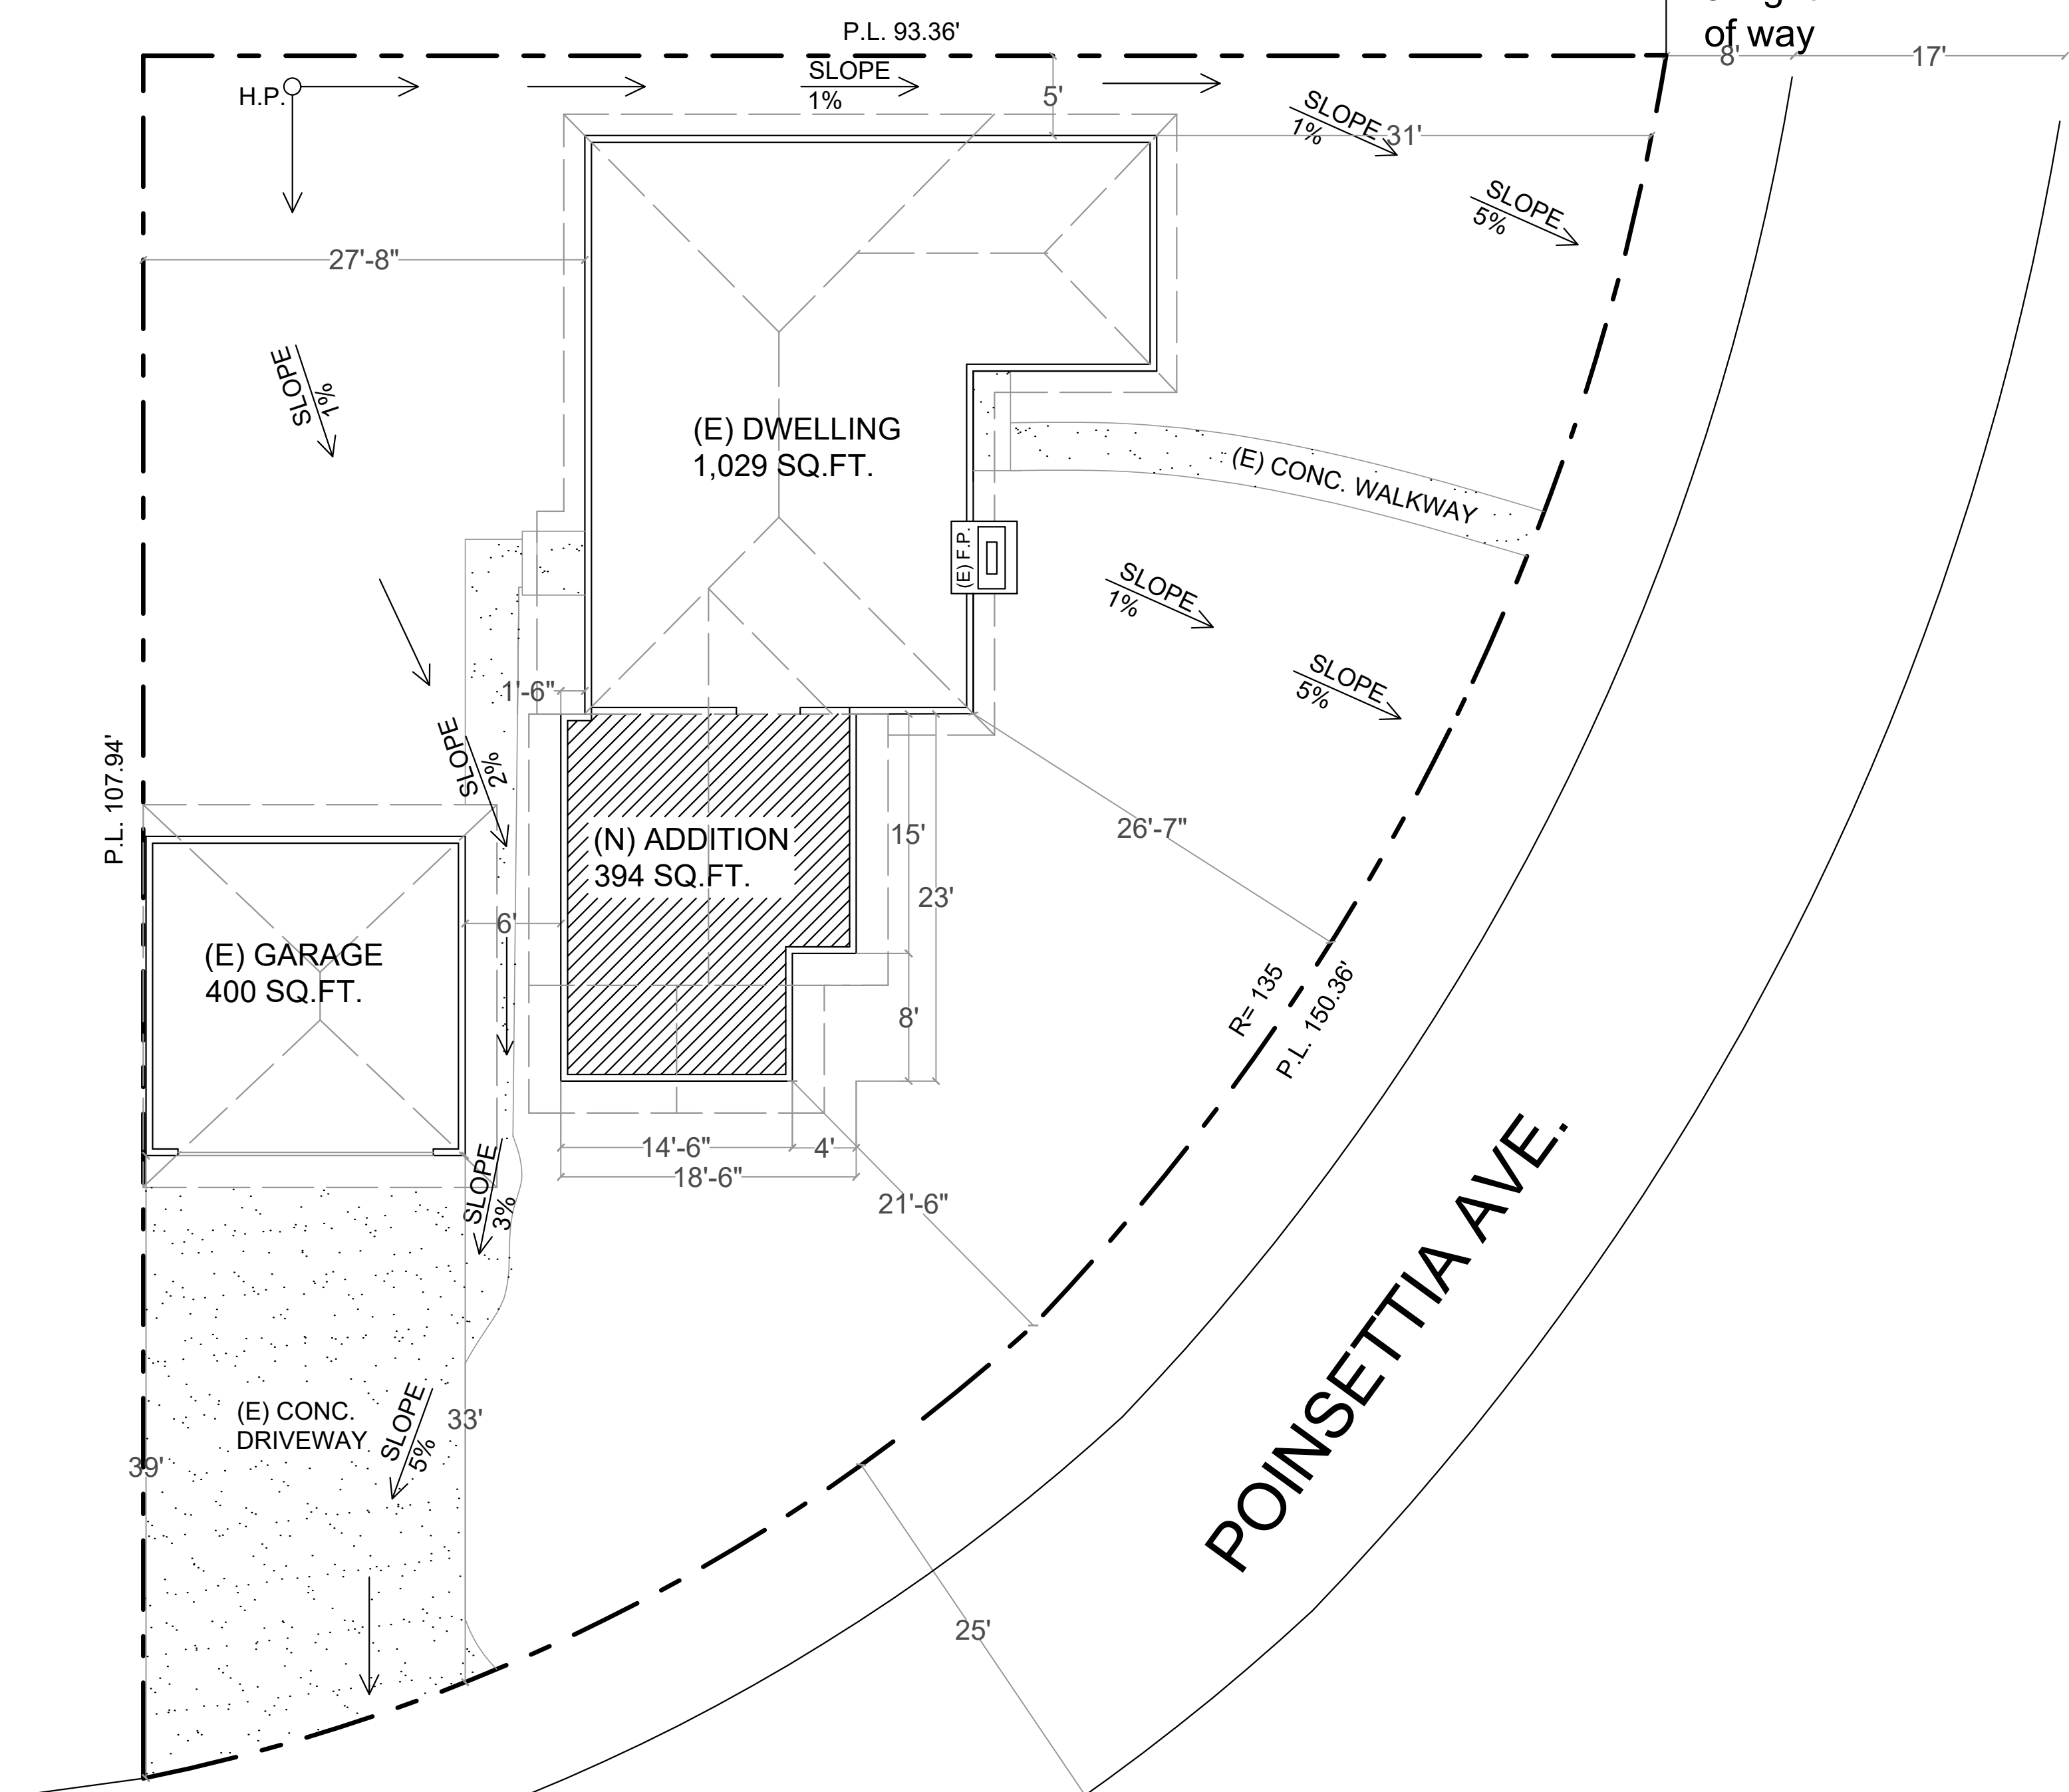 P.L. 93.36'
of way
8'
17'
H.P.
SLOPE
1%
5'
SLOPE
1%
31'
SLOPE
5%
27'-8"
SLOPE
1%
(E) DWELLING
1,029 SQ.FT.
(E) CONC. WALKWAY
(E) F.P.
SLOPE
1%
SLOPE
5%
1'-6"
SLOPE
2%
P.L. 107.94'
(N) ADDITION
394 SQ.FT.
15'
23'
26'-7"
6'
(E) GARAGE
400 SQ.FT.
8'
R= 135
P.L. 150.36'
14'-6"
4'
18'-6"
SLOPE
3%
21'-6"
POINSETTIA AVE.
(E) CONC.
DRIVEWAY
SLOPE
5%
33'
39'
25'